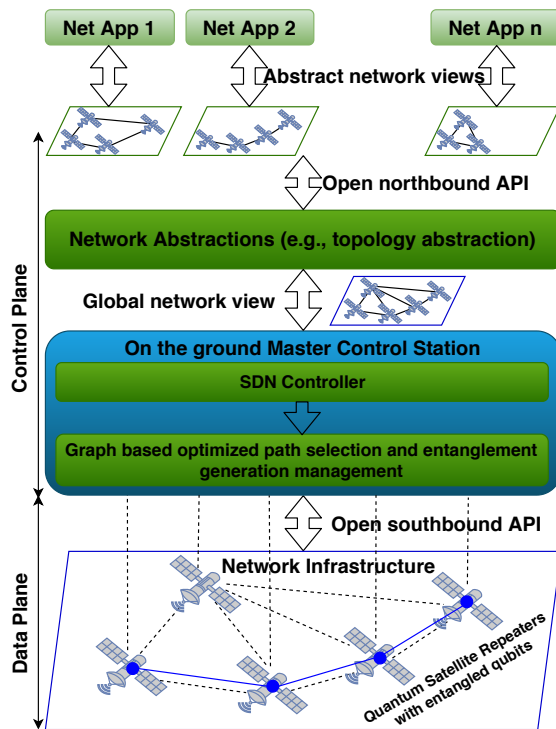 Net App 1
Net App 2
Net App n
Abstract network views
Open northbound API
Network Abstractions (e.g., topology abstraction)
Global network view
On the ground Master Control Station
SDN Controller
Graph based optimized path selection and entanglement
generation management
Control Plane
Open southbound API
Network Infrastructure
Data Plane
Quantum Satellite Repeaters
with entangled qubits